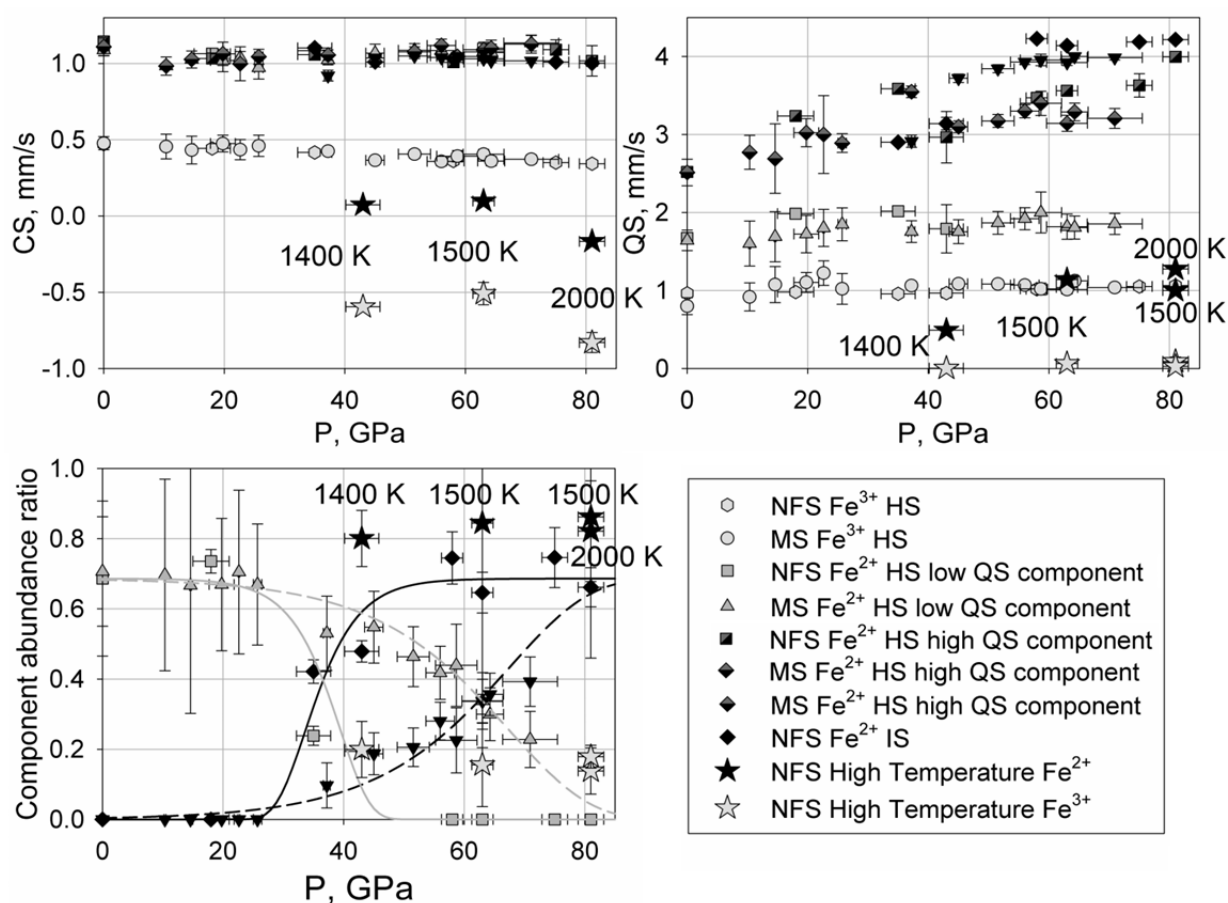 CS, mm/s
1.0
0.5
0.0
-0.5
-1.0
1400 K
1500 K
2000 K
0 20 40 60 80
P, GPa
QS, mm/s
4
3
2
1
0
2000 K
1500 K
1500 K
1400 K
0 20 40 60 80
P, GPa
Component abundance ratio
1.0
0.8
0.6
0.4
0.2
0.0
1400 K 1500 K 1500 K
2000 K
0 20 40 60 80
P, GPa
NFS Fe³⁺ HS
MS Fe³⁺ HS
NFS Fe²⁺ HS low QS component
MS Fe²⁺ HS low QS component
NFS Fe²⁺ HS high QS component
MS Fe²⁺ HS high QS component
MS Fe²⁺ HS high QS component
NFS Fe²⁺ IS
NFS High Temperature Fe²⁺
NFS High Temperature Fe³⁺